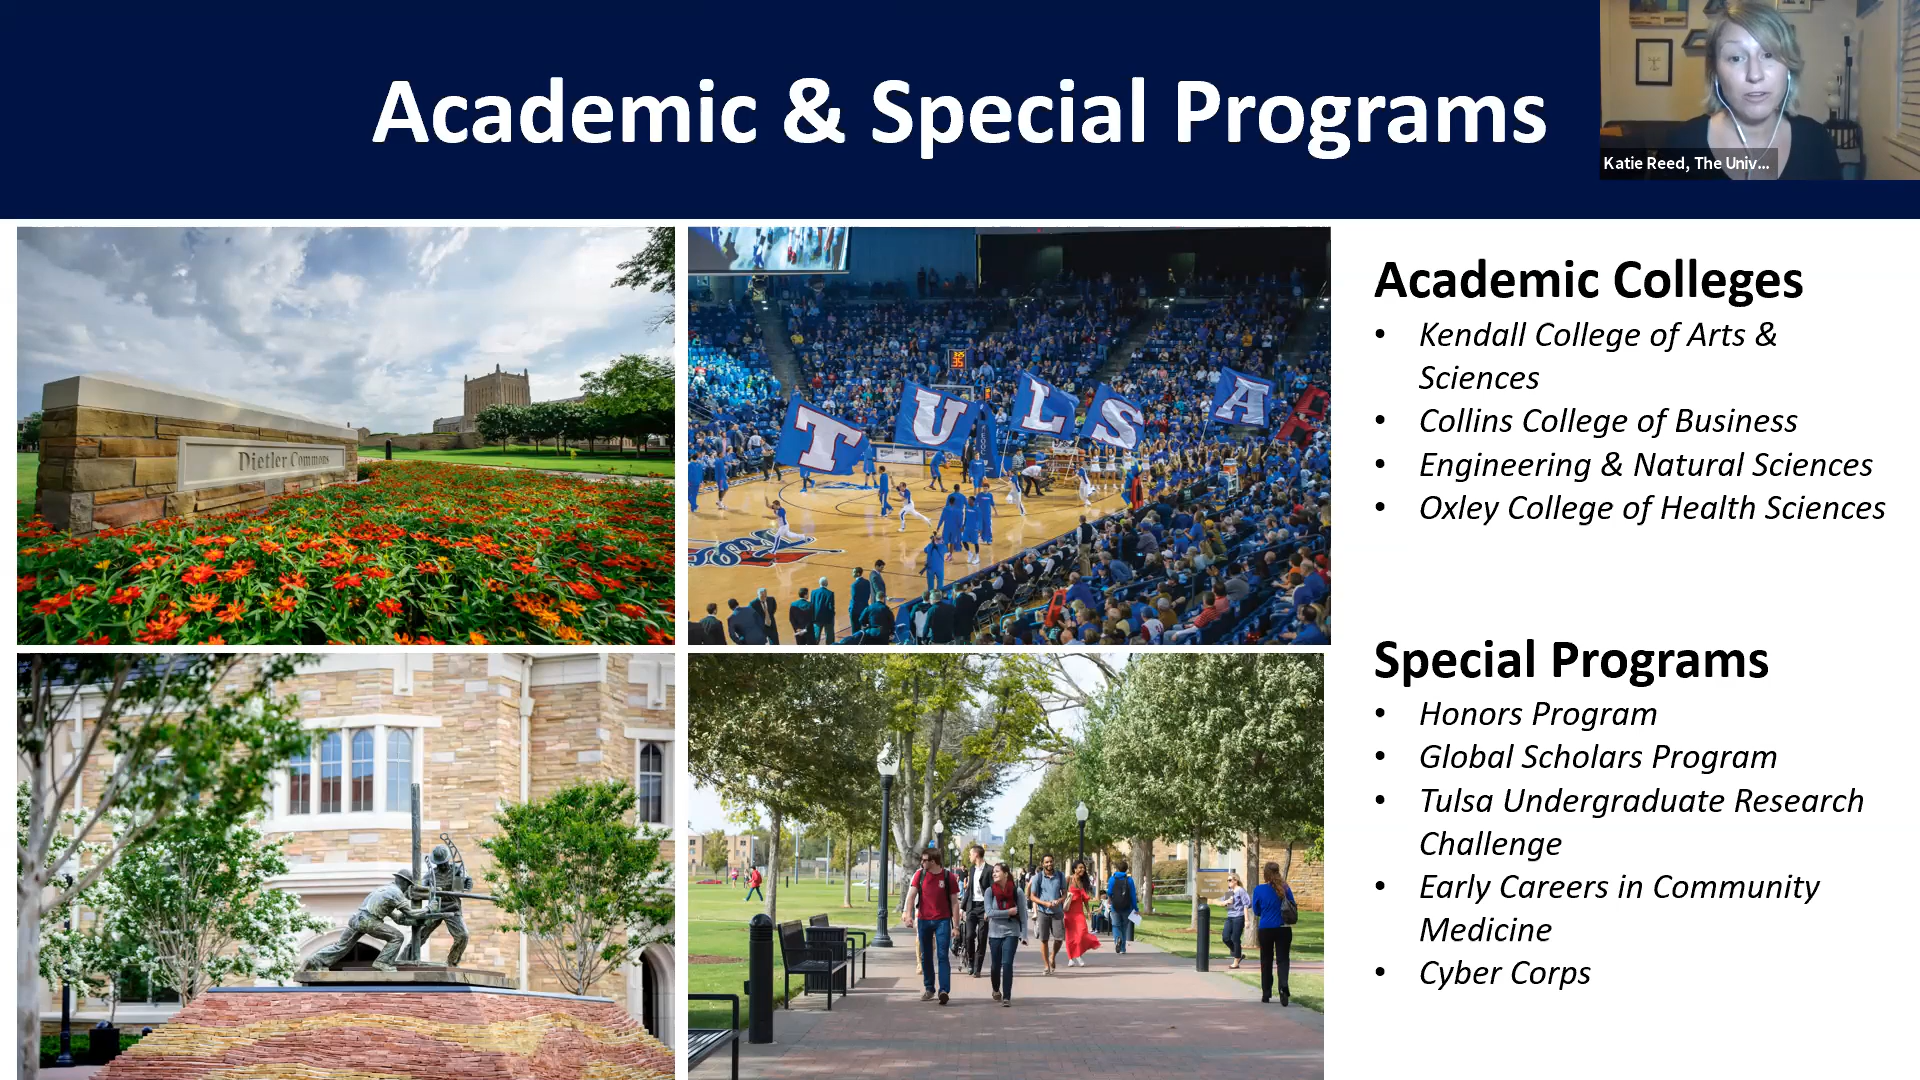 Academic & Special Programs
Katie Reed, The Univ...
Dietler Commons
TULSA
Academic Colleges
• Kendall College of Arts &
Sciences
• Collins College of Business
• Engineering & Natural Sciences
• Oxley College of Health Sciences
Special Programs
• Honors Program
• Global Scholars Program
• Tulsa Undergraduate Research
Challenge
• Early Careers in Community
Medicine
• Cyber Corps